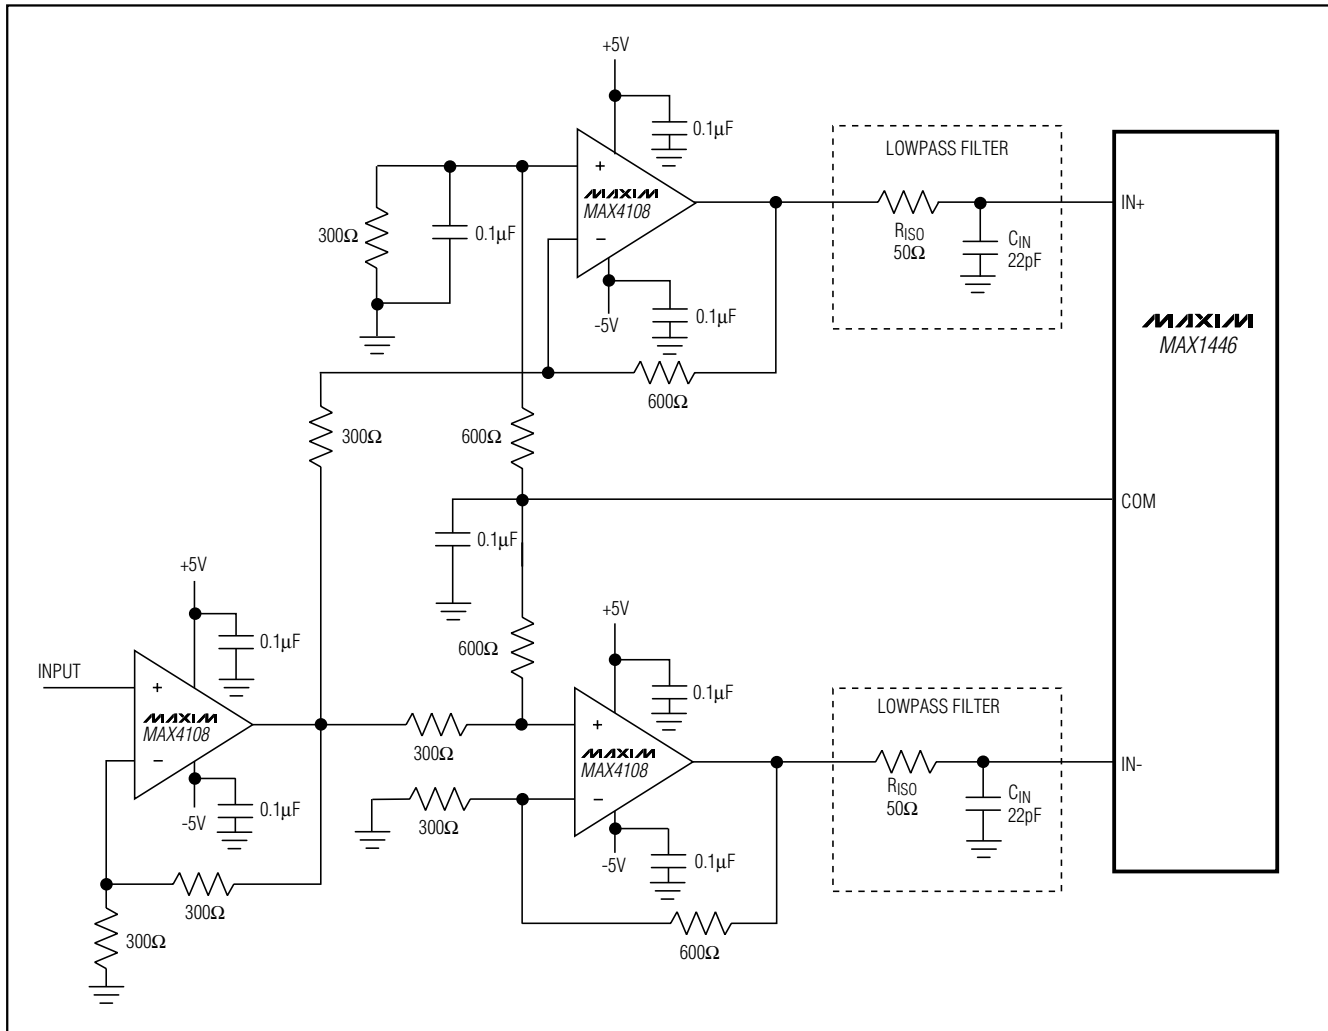 +5V
0.1µF
LOWPASS FILTER
+
MAXIM
MAX4108
−
300Ω
0.1µF
RISO
50Ω
CIN
22pF
IN+
-5V
0.1µF
MAXIM
MAX1446
600Ω
300Ω
600Ω
COM
0.1µF
+5V
0.1µF
600Ω
+5V
0.1µF
LOWPASS FILTER
INPUT
+
MAXIM
MAX4108
−
300Ω
+
MAXIM
MAX4108
−
RISO
50Ω
CIN
22pF
IN-
-5V
0.1µF
300Ω
-5V
0.1µF
300Ω
300Ω
600Ω